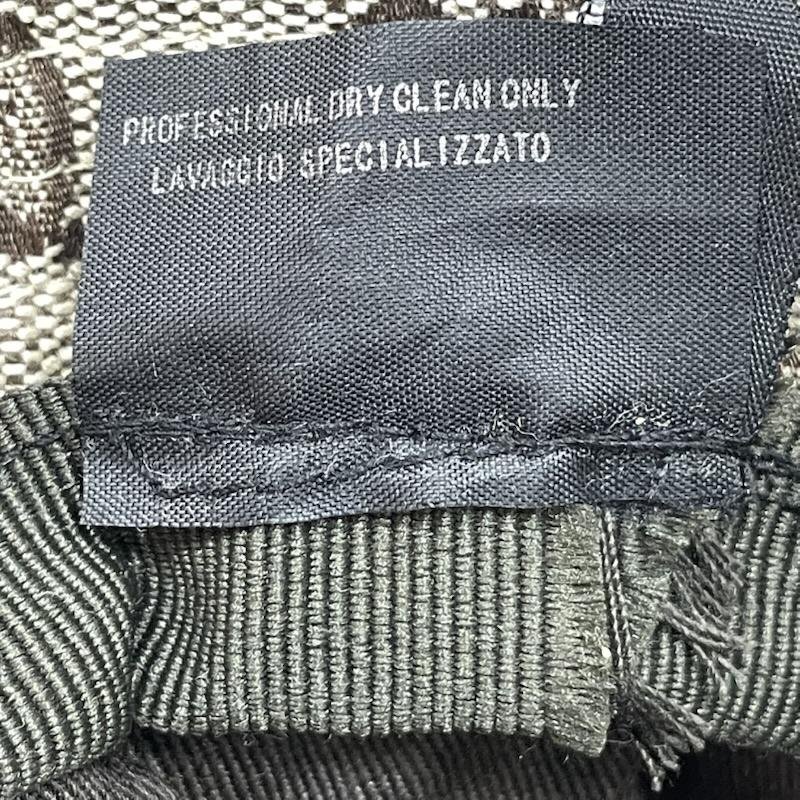 PROFESSIONAL DRY CLEAN ONLY
LAVAGGIO SPECIALIZZATO